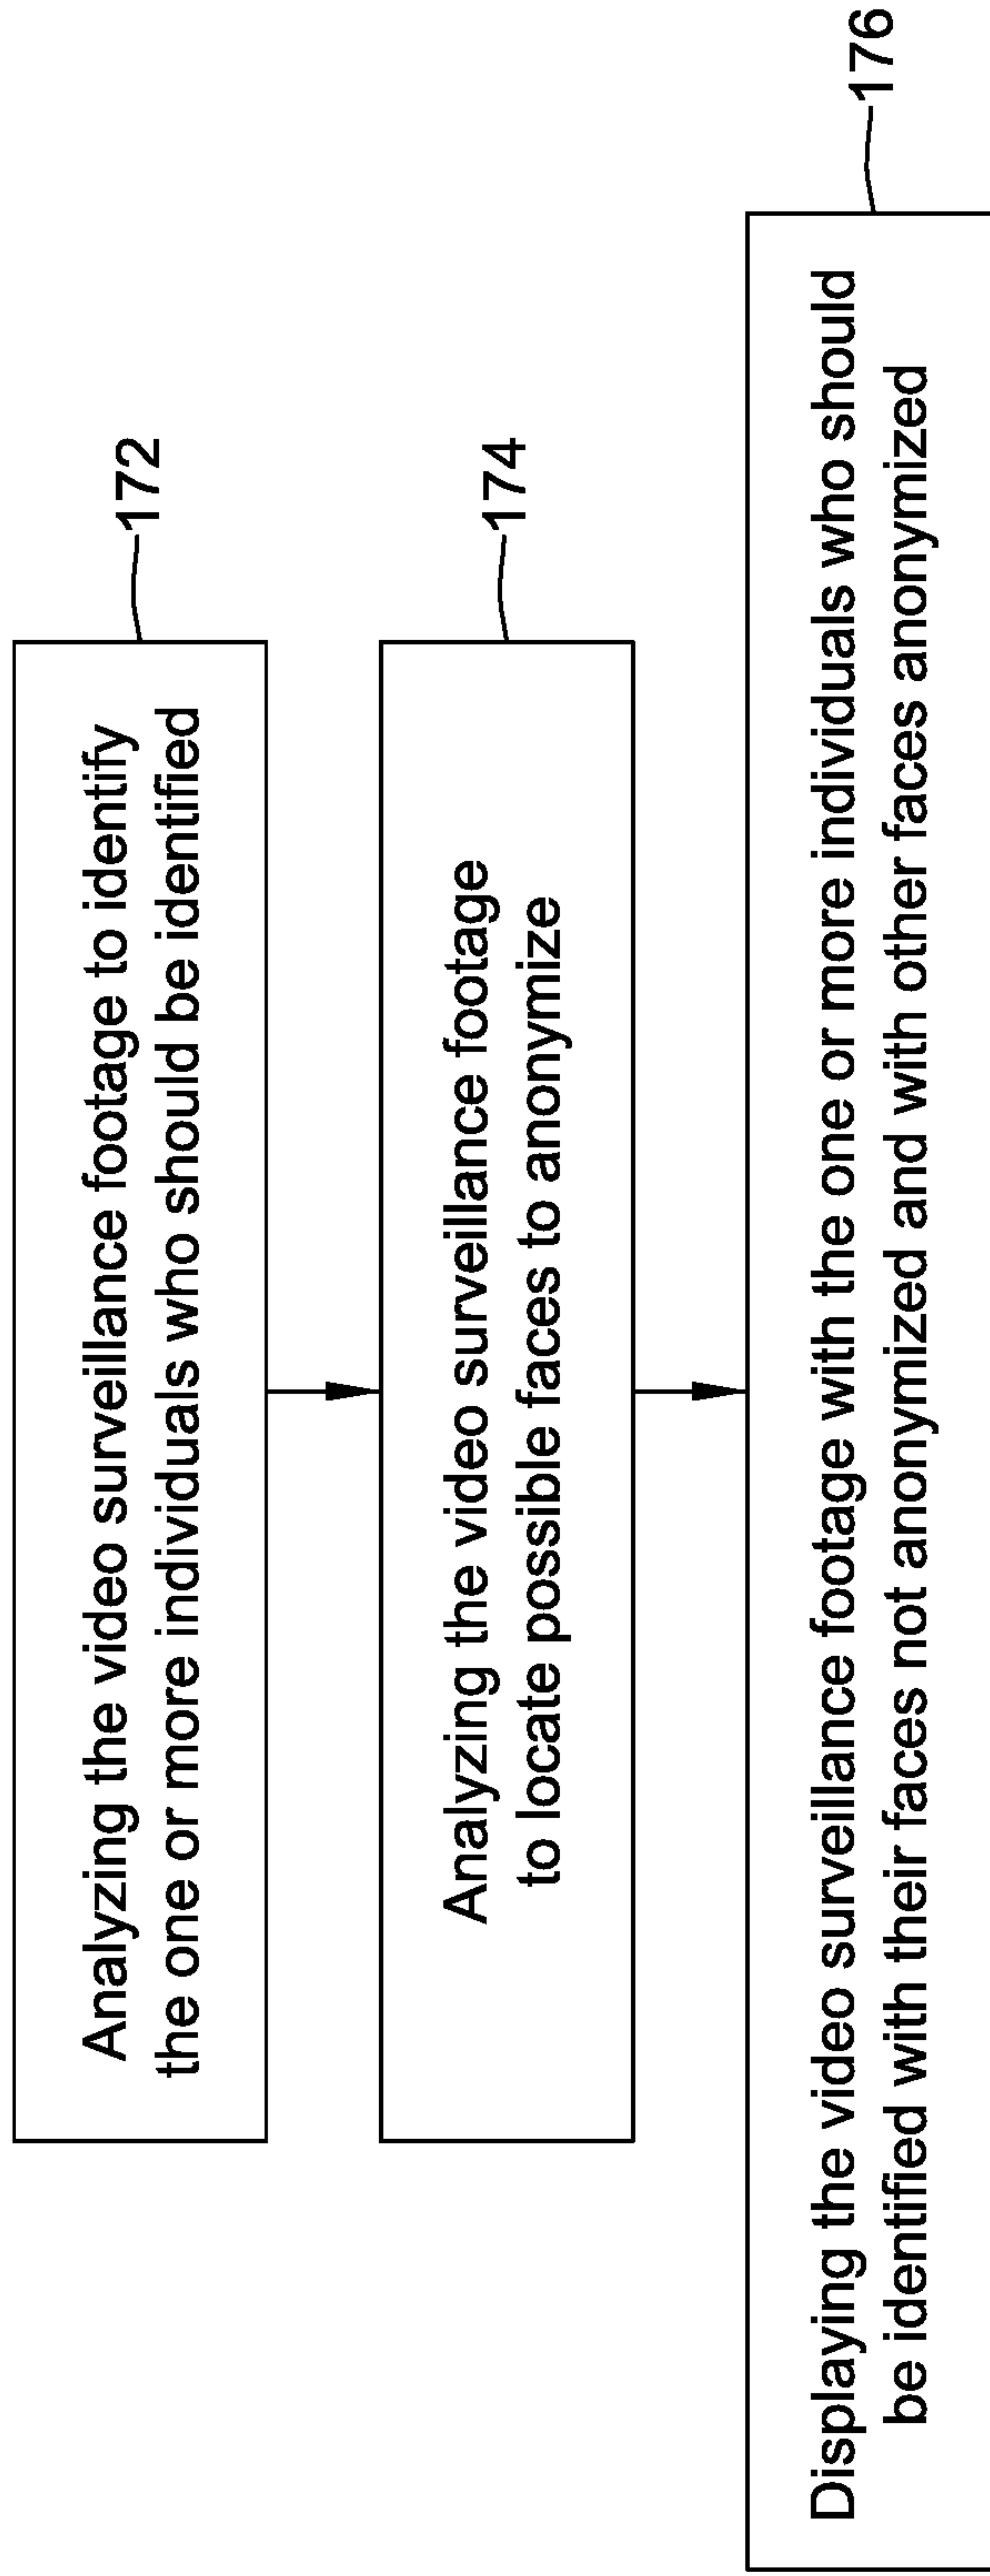 Analyzing the video surveillance footage to identify
the one or more individuals who should be identified
172
Analyzing the video surveillance footage
to locate possible faces to anonymize
174
Displaying the video surveillance footage with the one or more individuals who should
be identified with their faces not anonymized and with other faces anonymized
176